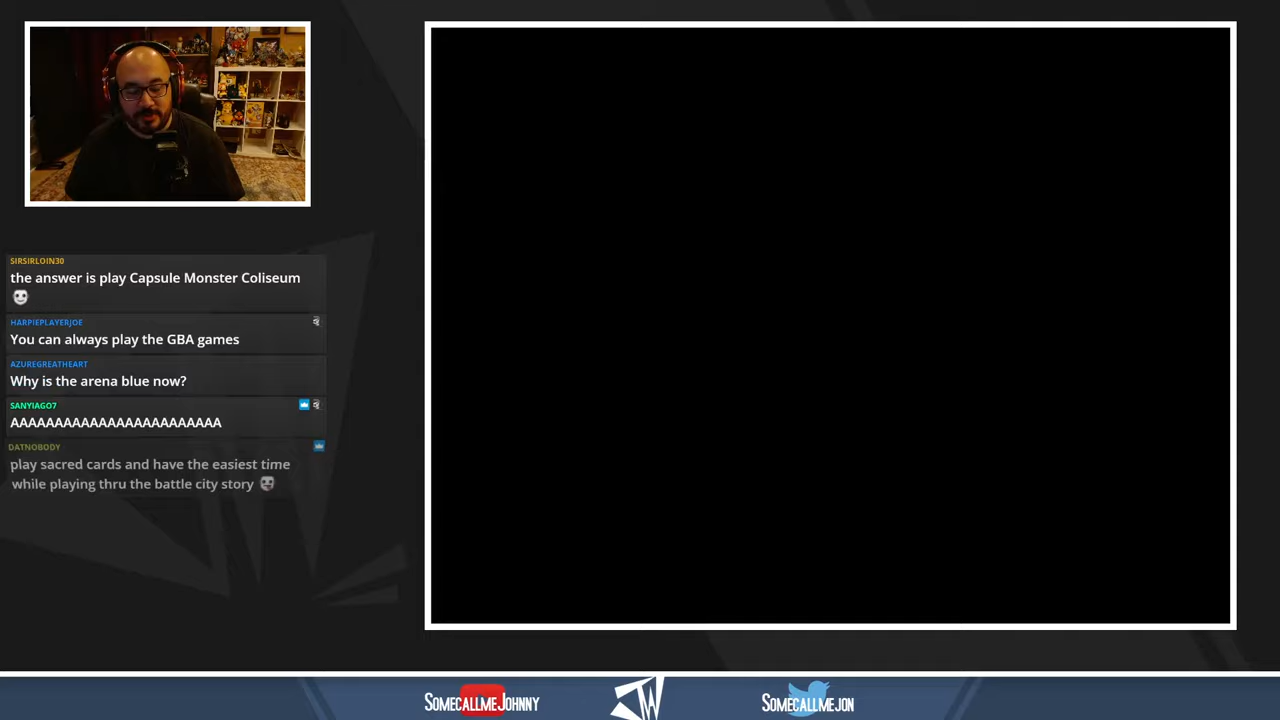 SIRSIRLOIN30
the answer is play Capsule Monster Coliseum
HARPIEPLAYERJOE
You can always play the GBA games
AZUREGREATHEART
Why is the arena blue now?
SANYIAGO7
AAAAAAAAAAAAAAAAAAAAAAAA
DATNOBODY
play sacred cards and have the easiest time
while playing thru the battle city story
SOMECALLMEJOHNNY
SOMECALLMEJON